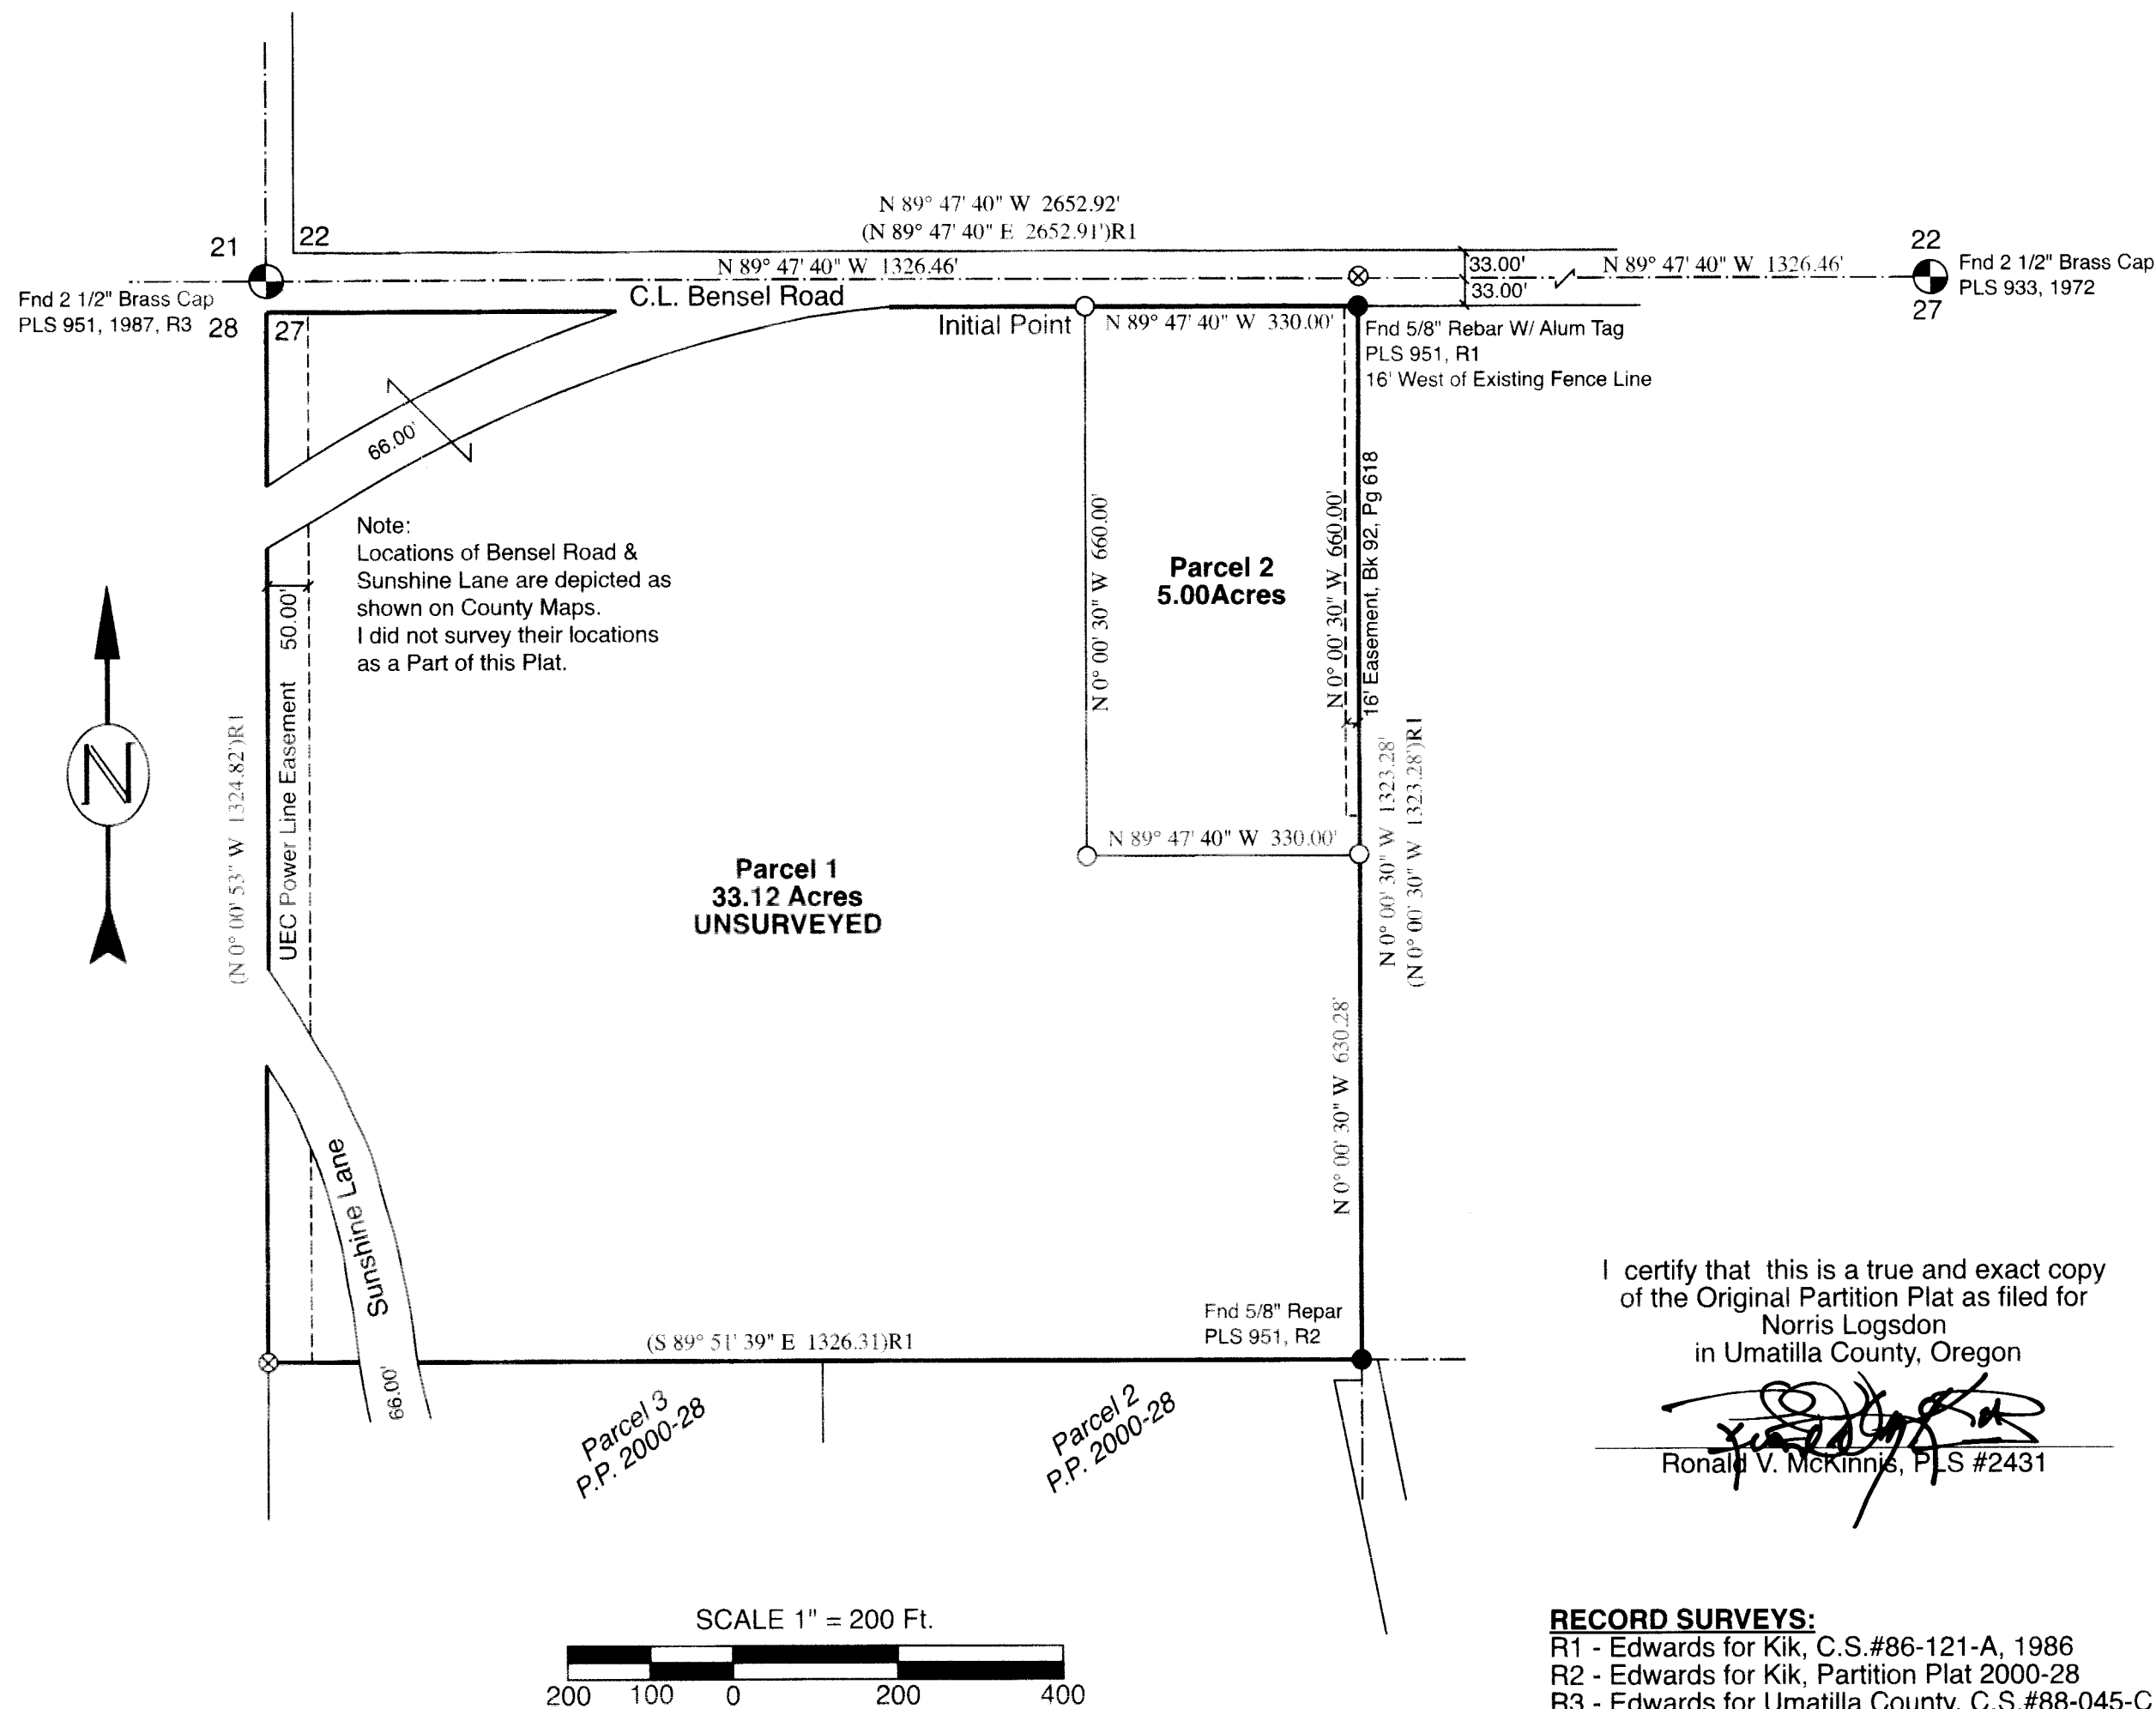 N 89° 47' 40" W 2652.92'
(N 89° 47' 40" E 2652.91')R1
21
22
N 89° 47' 40" W 1326.46'
33.00'
33.00'
N 89° 47' 40" W 1326.46'
22
27
Fnd 2 1/2" Brass Cap
PLS 933, 1972
Fnd 2 1/2" Brass Cap
PLS 951, 1987, R3
28
27
C.L. Bensel Road
Initial Point
N 89° 47' 40" W 330.00'
Fnd 5/8" Rebar W/ Alum Tag
PLS 951, R1
16' West of Existing Fence Line
66.00'
Note:
Locations of Bensel Road &
Sunshine Lane are depicted as
shown on County Maps.
I did not survey their locations
as a Part of this Plat.
N 0° 00' 30" W 660.00'
Parcel 2
5.00Acres
N 0° 00' 30" W 660.00'
16' Easement, Bk 92, Pg 618
N
(N 0° 00' 53" W 1324.82')R1
UEC Power Line Easement 50.00'
N 89° 47' 40" W 330.00'
N 0° 00' 30" W 1323.28'
(N 0° 00' 30" W 1323.28')R1
Parcel 1
33.12 Acres
UNSURVEYED
N 0° 00' 30" W 630.28'
Sunshine Lane
66.00'
Fnd 5/8" Repar
PLS 951, R2
(S 89° 51' 39" E 1326.31)R1
Parcel 3
P.P. 2000-28
Parcel 2
P.P. 2000-28
I certify that this is a true and exact copy
of the Original Partition Plat as filed for
Norris Logsdon
in Umatilla County, Oregon
Ronald V. McKinnis, PLS #2431
SCALE 1" = 200 Ft.
200 100 0 200 400
RECORD SURVEYS:
R1 - Edwards for Kik, C.S.#86-121-A, 1986
R2 - Edwards for Kik, Partition Plat 2000-28
R3 - Edwards for Umatilla County, C.S.#88-045-C